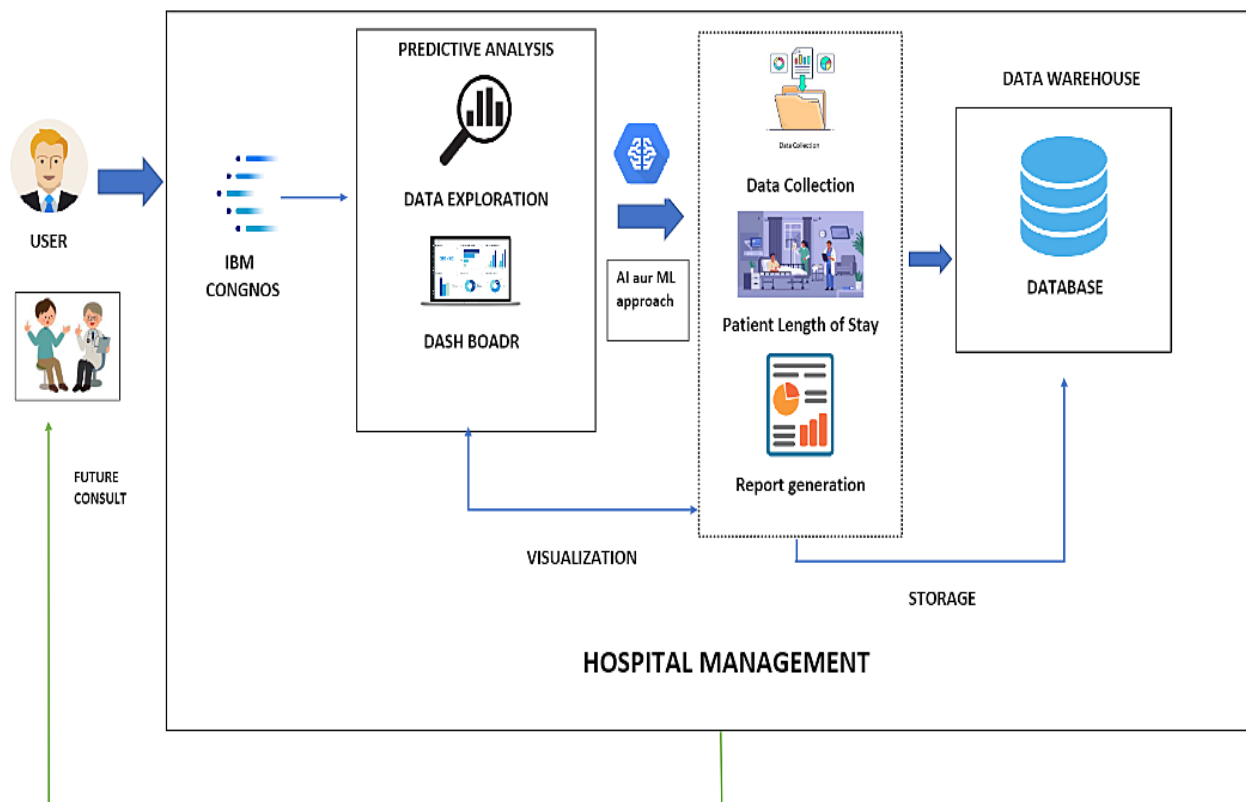 USER
FUTURE
CONSULT
IBM
CONGNOS
PREDICTIVE ANALYSIS
DATA EXPLORATION
DASH BOADR
AI aur ML
approach
Data Collection
Data Collection
Patient Length of Stay
Report generation
DATA WAREHOUSE
DATABASE
VISUALIZATION
STORAGE
HOSPITAL MANAGEMENT